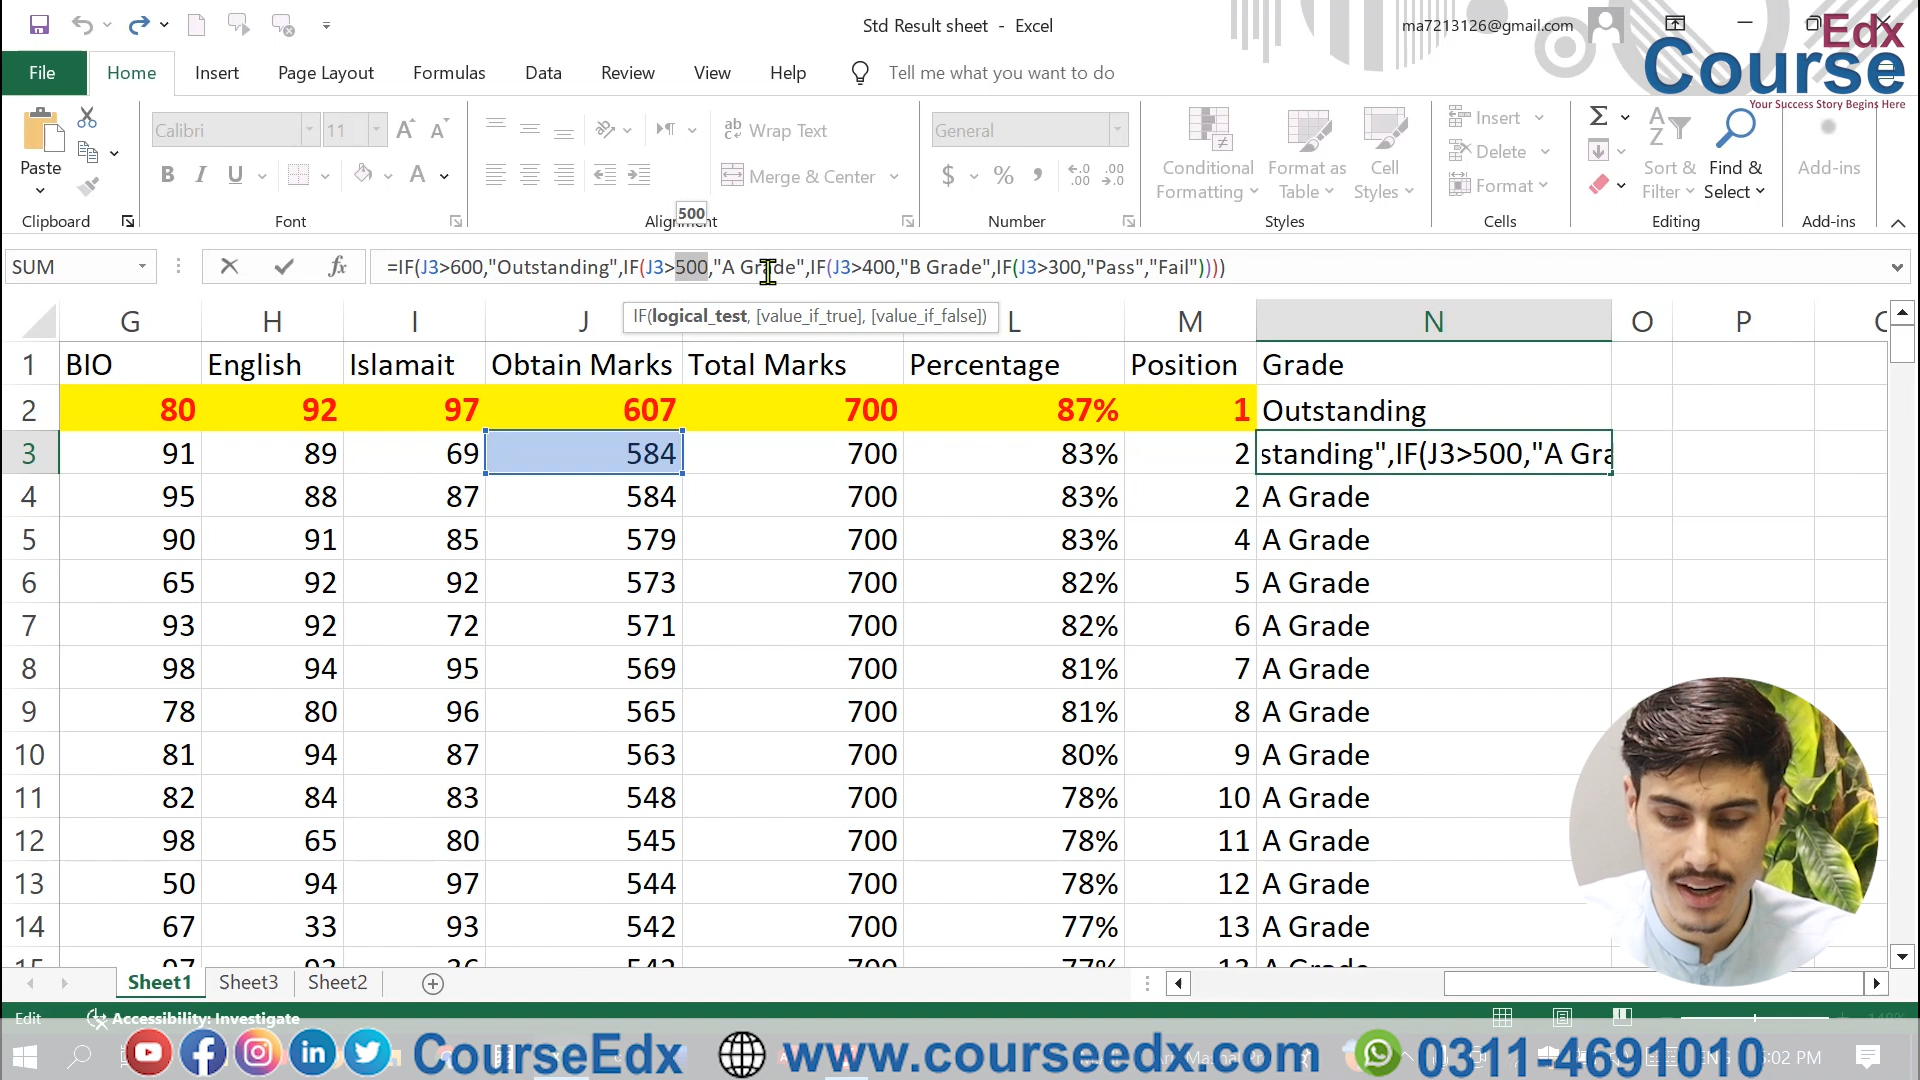 Std Result sheet - Excel
ma7213126@gmail.com
Edx
Course
Your Success Story Begins Here
File Home Insert Page Layout Formulas Data Review View Help Tell me what you want to do
Paste
Clipboard
Calibri 11
B I U
Font
Wrap Text
Merge & Center
Alignment
500
General
$ %
Number
Conditional Formatting
Format as Table
Cell Styles
Styles
Insert
Delete
Format
Cells
Sort & Filter
Find & Select
Editing
Add-ins
Add-ins
SUM fx =IF(J3>600,"Outstanding",IF(J3>500,"A Grade",IF(J3>400,"B Grade",IF(J3>300,"Pass","Fail"))))
IF(logical_test, [value_if_true], [value_if_false])
G H I J L M N O P
1 BIO English Islamait Obtain Marks Total Marks Percentage Position Grade
2 80 92 97 607 700 87% 1 Outstanding
3 91 89 69 584 700 83% 2 standing",IF(J3>500,"A Gra
4 95 88 87 584 700 83% 2 A Grade
5 90 91 85 579 700 83% 4 A Grade
6 65 92 92 573 700 82% 5 A Grade
7 93 92 72 571 700 82% 6 A Grade
8 98 94 95 569 700 81% 7 A Grade
9 78 80 96 565 700 81% 8 A Grade
10 81 94 87 563 700 80% 9 A Grade
11 82 84 83 548 700 78% 10 A Grade
12 98 65 80 545 700 78% 11 A Grade
13 50 94 97 544 700 78% 12 A Grade
14 67 33 93 542 700 77% 13 A Grade
Sheet1 Sheet3 Sheet2
Edit Accessibility: Investigate
CourseEdx www.courseedx.com 0311-4691010